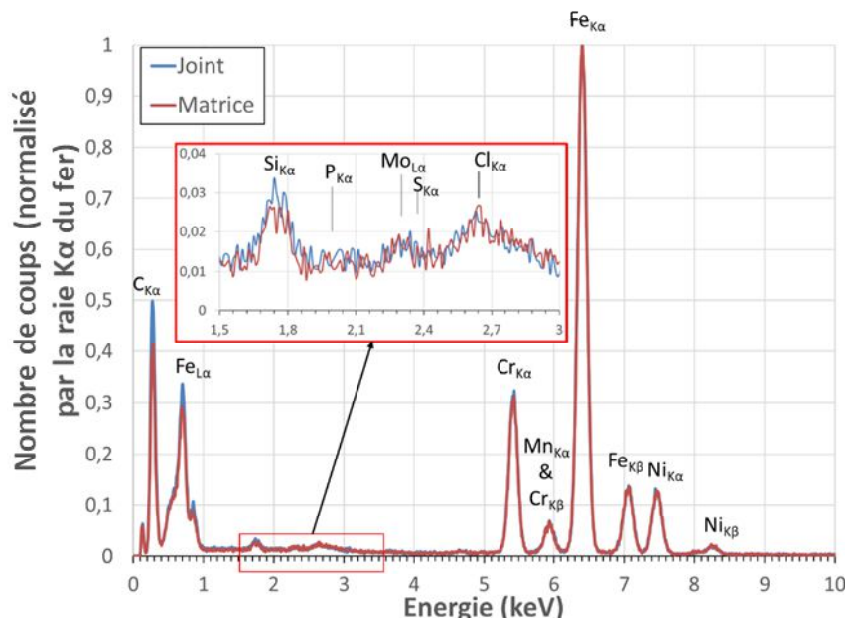 Fe Kα
Nombre de coups (normalisé
par la raie Kα du fer)
1
0,9
0,8
0,7
0,6
0,5
0,4
0,3
0,2
0,1
0
Joint
Matrice
0,04
0,03
0,02
0,01
0
Si Kα
P Kα
Mo Lα
S Kα
Cl Kα
1,5 1,8 2,1 2,4 2,7 3
C Kα
Fe Lα
Cr Kα
Mn Kα
&
Cr Kβ
Fe Kβ
Ni Kα
Ni Kβ
0 1 2 3 4 5 6 7 8 9 10
Energie (keV)